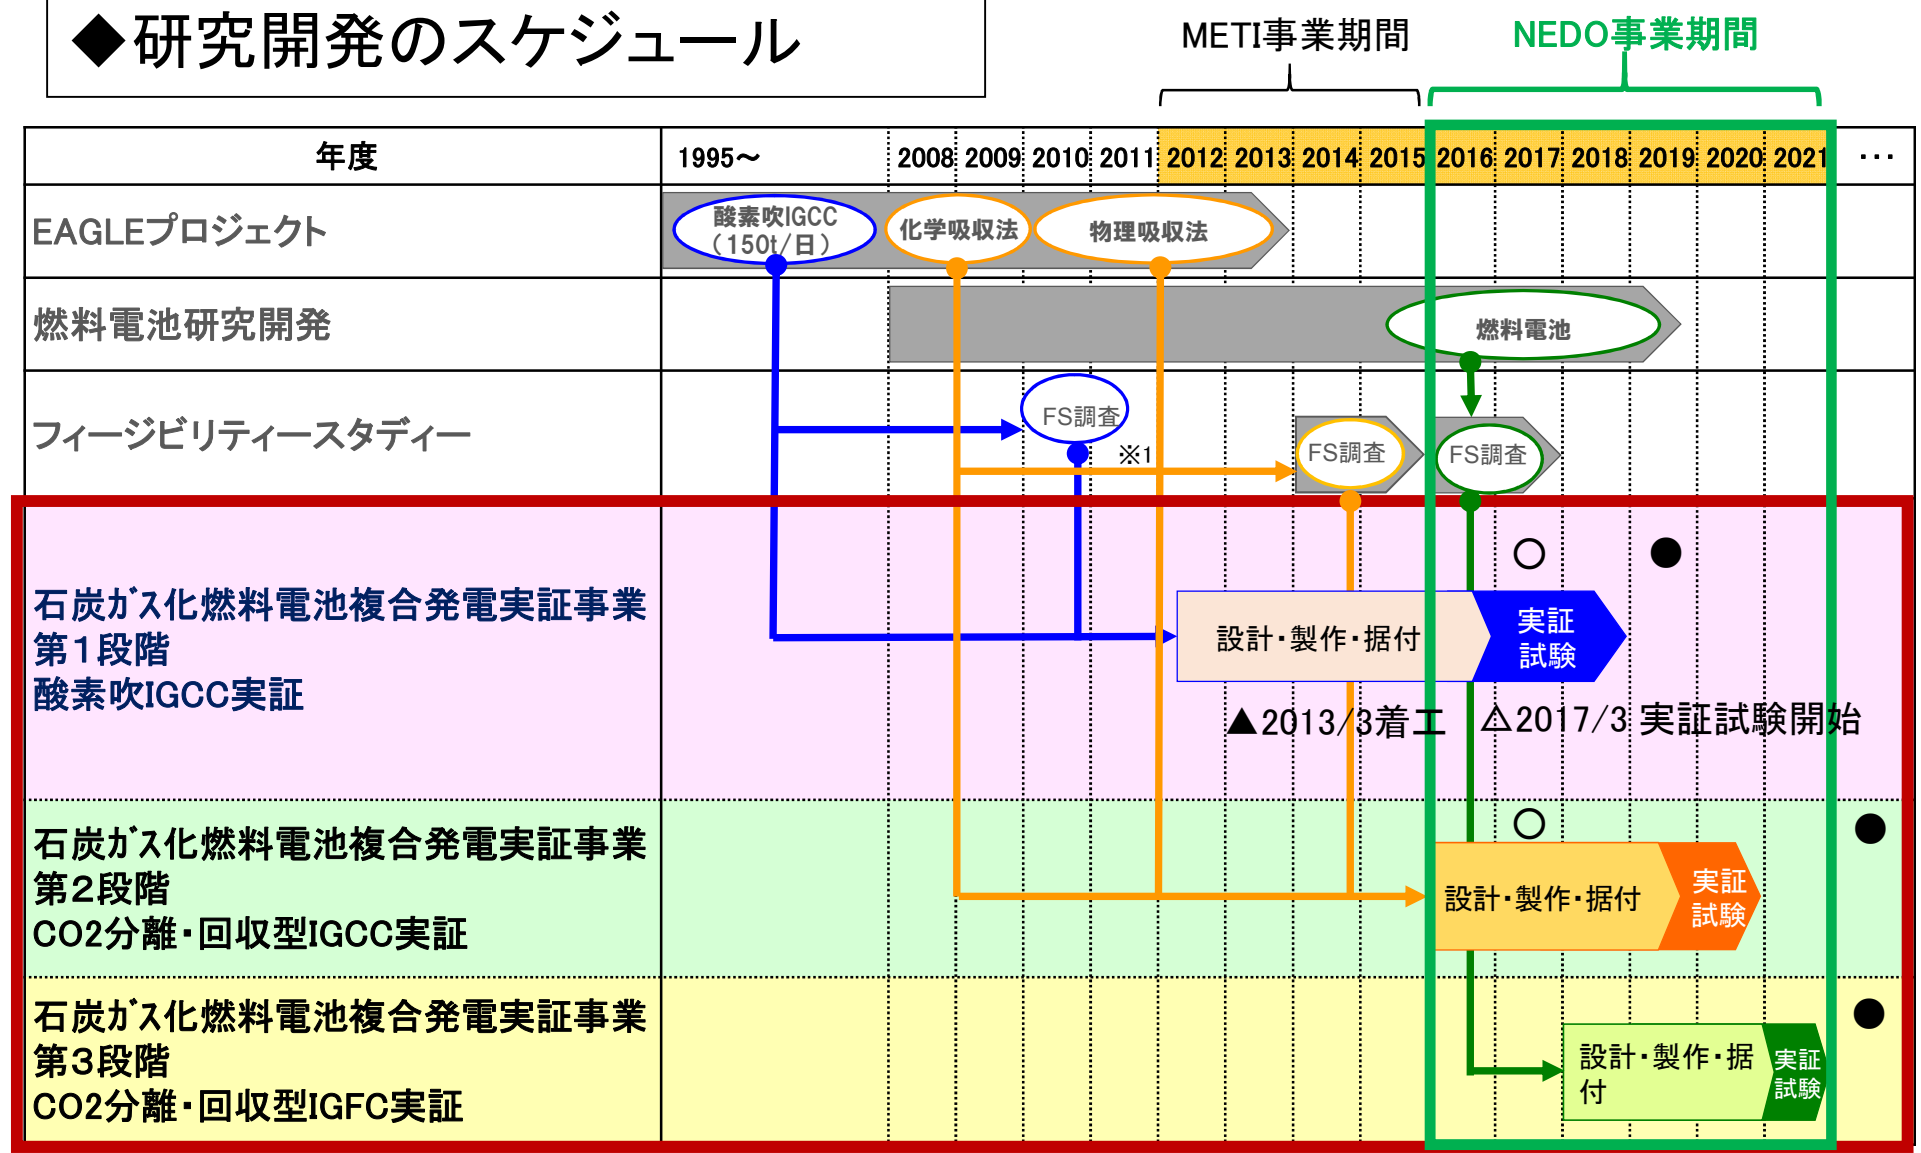 ◆研究開発のスケジュール
METI事業期間
NEDO事業期間
年度
1995～
2008
2009
2010
2011
2012
2013
2014
2015
2016
2017
2018
2019
2020
2021
･･･
EAGLEプロジェクト
酸素吹IGCC
（150t/日）
化学吸収法
物理吸収法
燃料電池研究開発
燃料電池
フィージビリティースタディー
FS調査
※1
FS調査
FS調査
石炭ガス化燃料電池複合発電実証事業
第１段階
酸素吹IGCC実証
○
●
設計・製作・据付
実証
試験
▲2013/3着工
△2017/3 実証試験開始
石炭ガス化燃料電池複合発電実証事業
第２段階
CO2分離・回収型IGCC実証
○
●
設計・製作・据付
実証
試験
石炭ガス化燃料電池複合発電実証事業
第３段階
CO2分離・回収型IGFC実証
●
設計・製作・据
付
実証
試験